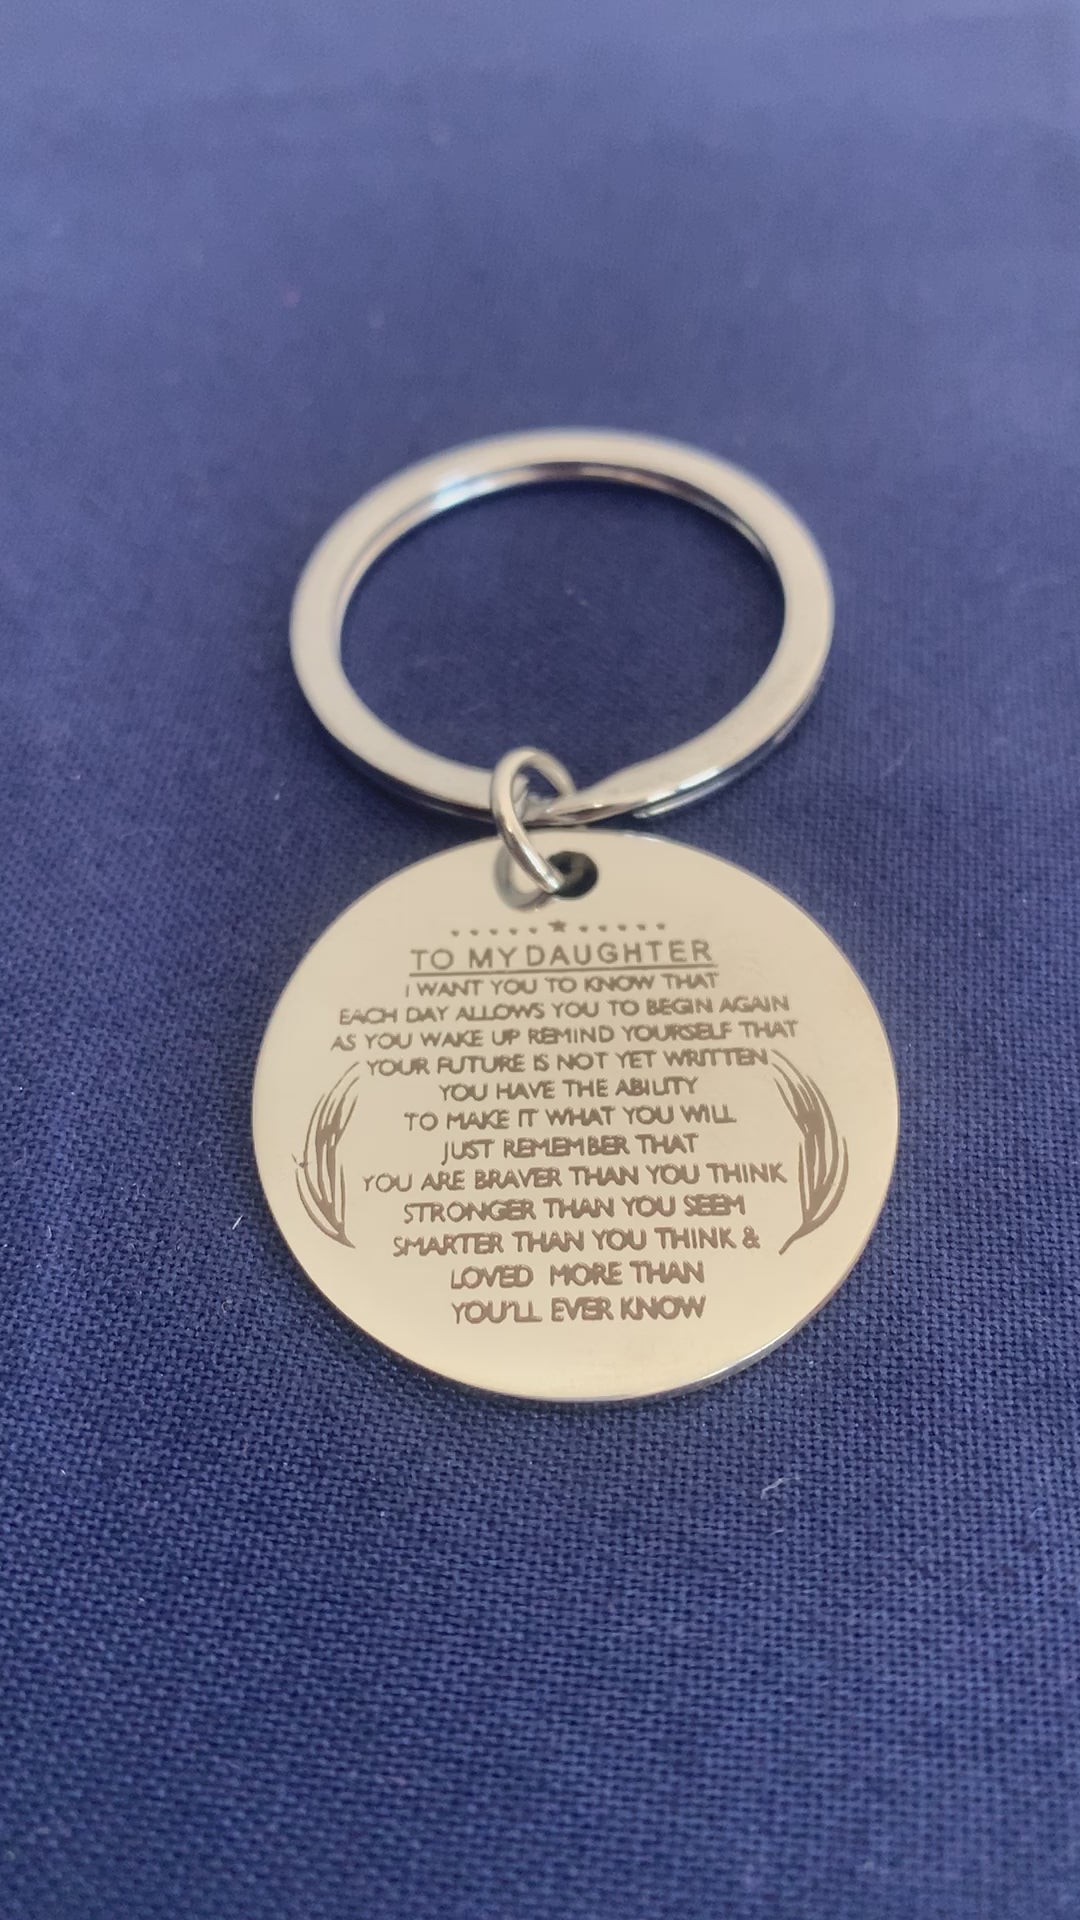 TO MY DAUGHTER
I WANT YOU TO KNOW THAT
EACH DAY ALLOWS YOU TO BEGIN AGAIN
AS YOU WAKE UP REMIND YOURSELF THAT
YOUR FUTURE IS NOT YET WRITTEN
YOU HAVE THE ABILITY
TO MAKE IT WHAT YOU WILL
JUST REMEMBER THAT
YOU ARE BRAVER THAN YOU THINK
STRONGER THAN YOU SEEM
SMARTER THAN YOU THINK &
LOVED MORE THAN
YOU'LL EVER KNOW